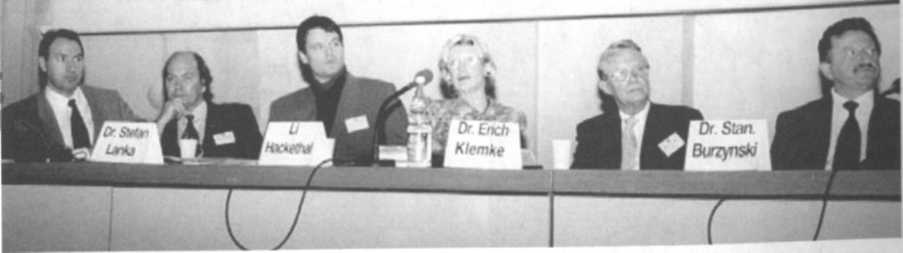 Dr. Stefan
Lanka
Li
Hackethal
Dr. Erich
Klemke
Dr. Stan.
Burzynski